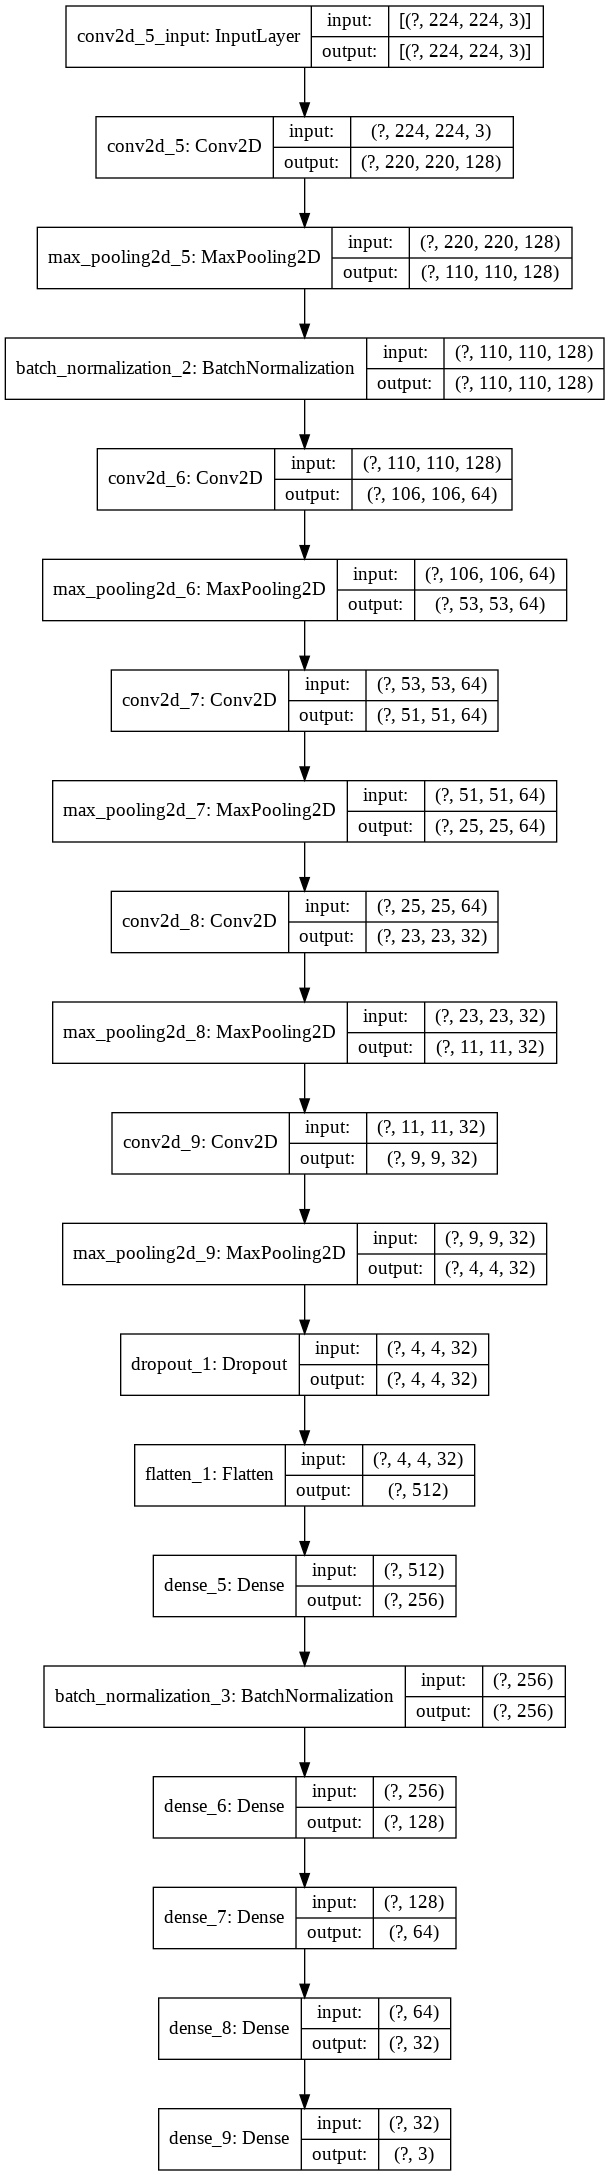 conv2d_5_input: InputLayer
input: [(?, 224, 224, 3)]
output: [(?, 224, 224, 3)]
conv2d_5: Conv2D
input: (?, 224, 224, 3)
output: (?, 220, 220, 128)
max_pooling2d_5: MaxPooling2D
input: (?, 220, 220, 128)
output: (?, 110, 110, 128)
batch_normalization_2: BatchNormalization
input: (?, 110, 110, 128)
output: (?, 110, 110, 128)
conv2d_6: Conv2D
input: (?, 110, 110, 128)
output: (?, 106, 106, 64)
max_pooling2d_6: MaxPooling2D
input: (?, 106, 106, 64)
output: (?, 53, 53, 64)
conv2d_7: Conv2D
input: (?, 53, 53, 64)
output: (?, 51, 51, 64)
max_pooling2d_7: MaxPooling2D
input: (?, 51, 51, 64)
output: (?, 25, 25, 64)
conv2d_8: Conv2D
input: (?, 25, 25, 64)
output: (?, 23, 23, 32)
max_pooling2d_8: MaxPooling2D
input: (?, 23, 23, 32)
output: (?, 11, 11, 32)
conv2d_9: Conv2D
input: (?, 11, 11, 32)
output: (?, 9, 9, 32)
max_pooling2d_9: MaxPooling2D
input: (?, 9, 9, 32)
output: (?, 4, 4, 32)
dropout_1: Dropout
input: (?, 4, 4, 32)
output: (?, 4, 4, 32)
flatten_1: Flatten
input: (?, 4, 4, 32)
output: (?, 512)
dense_5: Dense
input: (?, 512)
output: (?, 256)
batch_normalization_3: BatchNormalization
input: (?, 256)
output: (?, 256)
dense_6: Dense
input: (?, 256)
output: (?, 128)
dense_7: Dense
input: (?, 128)
output: (?, 64)
dense_8: Dense
input: (?, 64)
output: (?, 32)
dense_9: Dense
input: (?, 32)
output: (?, 3)